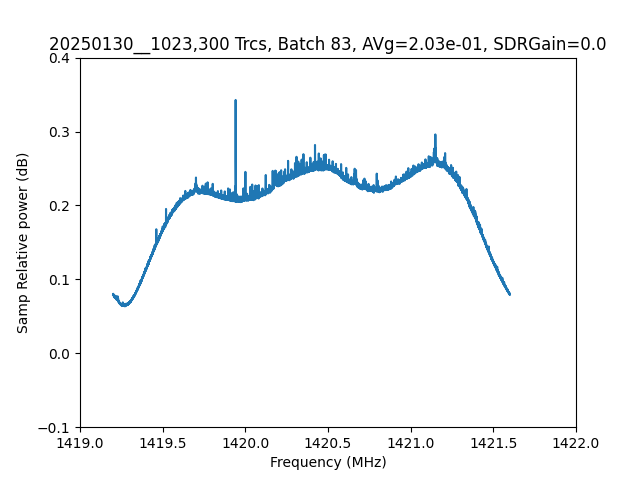 20250130__1023,300 Trcs, Batch 83, AVg=2.03e-01, SDRGain=0.0
0.4
0.3
0.2
0.1
0.0
−0.1
Samp Relative power (dB)
1419.0 1419.5 1420.0 1420.5 1421.0 1421.5 1422.0
Frequency (MHz)